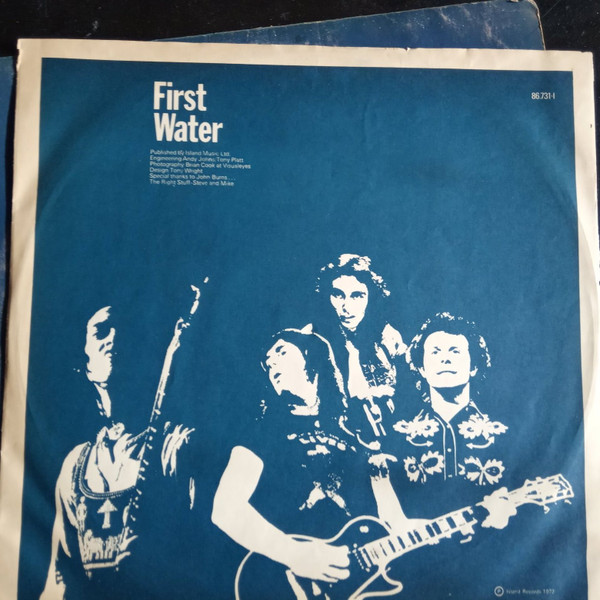 First
Water
86.731-I
Published by Island Music Ltd.
Engineering Andy Johns, Tony Platt
Photography Brian Cook at Visualeyes
Design Tony Wright
Special thanks to John Burns...
The Right Stuff-Steve and Mike
Ⓟ Island Records 1972